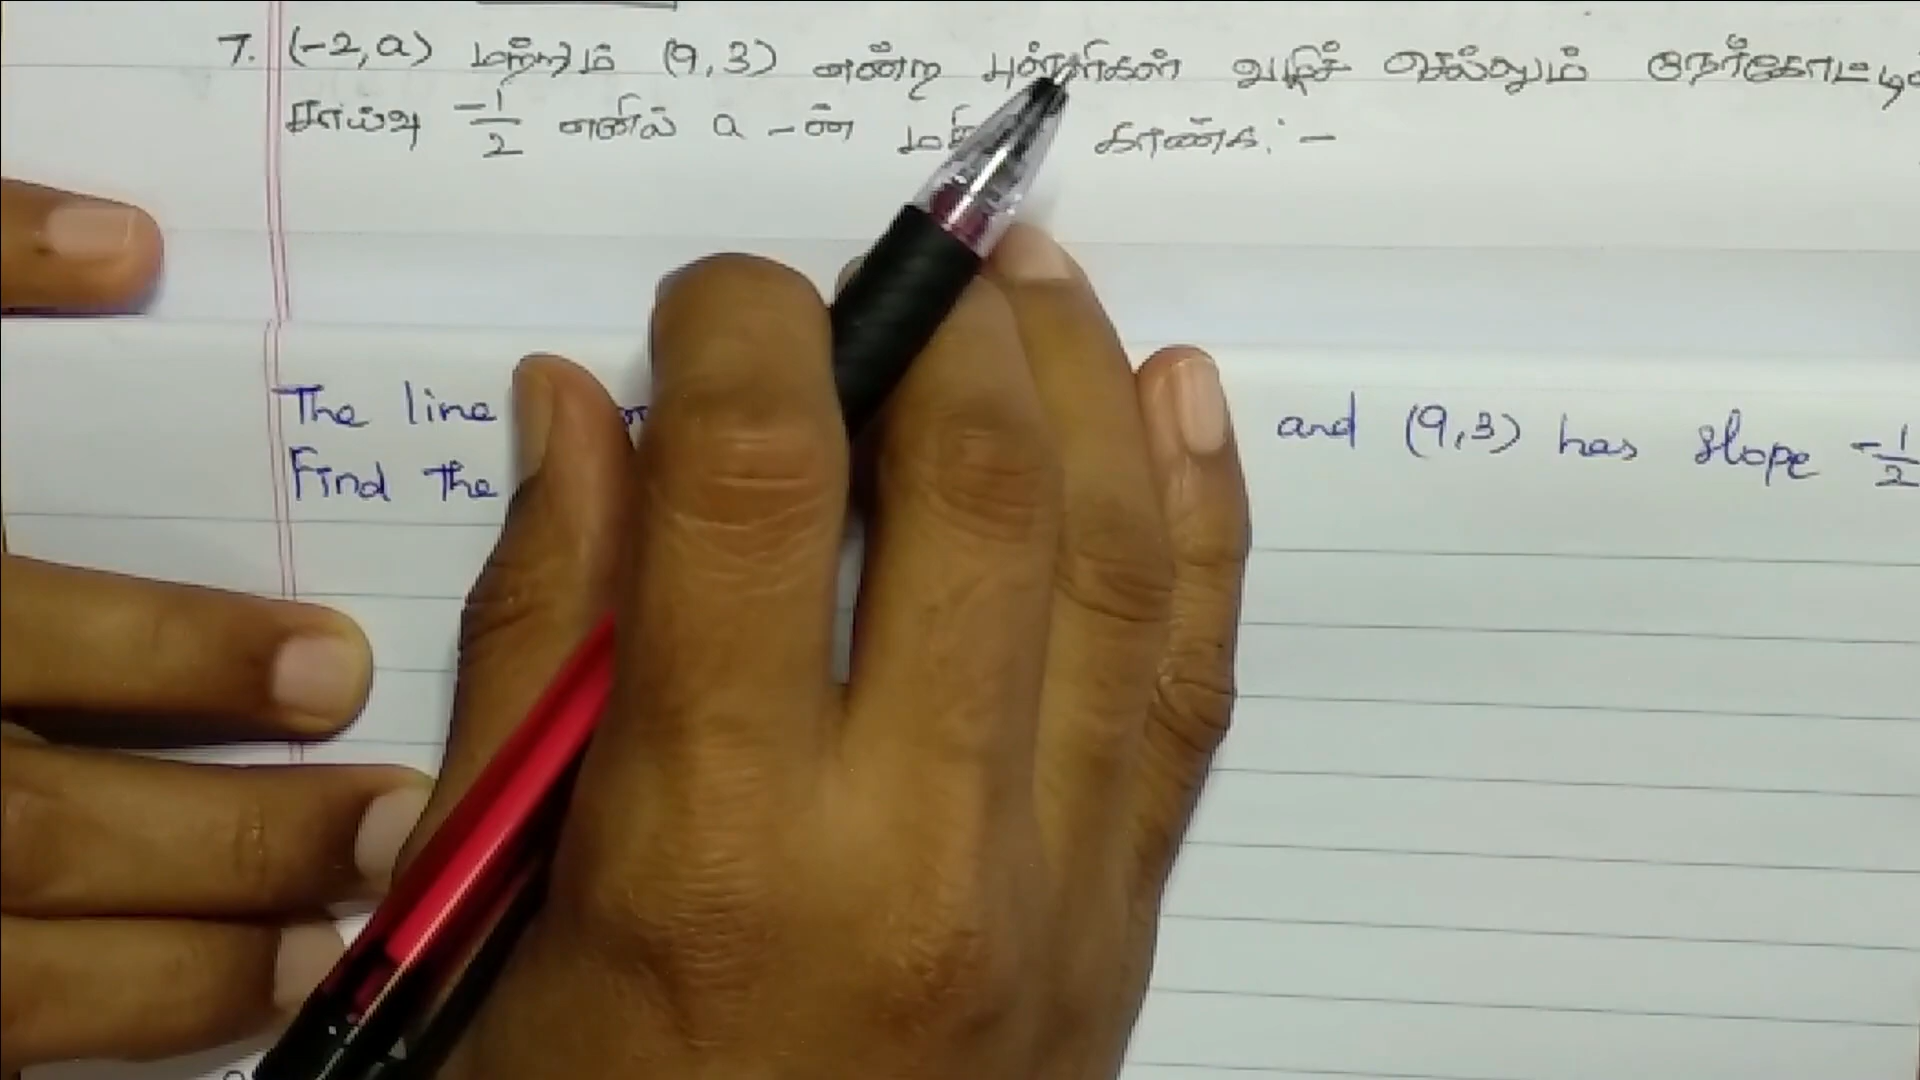 7. (-2,a) மற்றும் (9,3) என்ற புள்ளிகள் வழிச் செல்லும் நேர்கோட்டி
சாய்வு -1/2 எனில் a -ன் காண்க:-
The line and (9,3) has slope -1/2
Find the